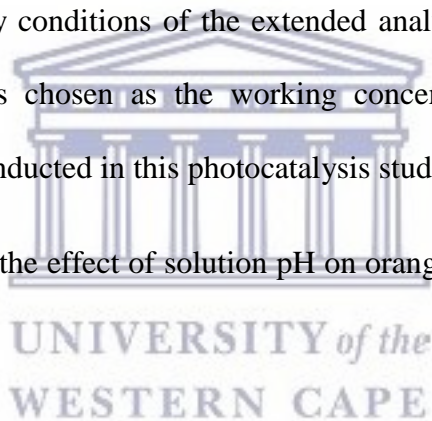 y conditions of the extended anal
s chosen as the working concer
nducted in this photocatalysis stud
the effect of solution pH on orang
UNIVERSITY of the
WESTERN CAPE